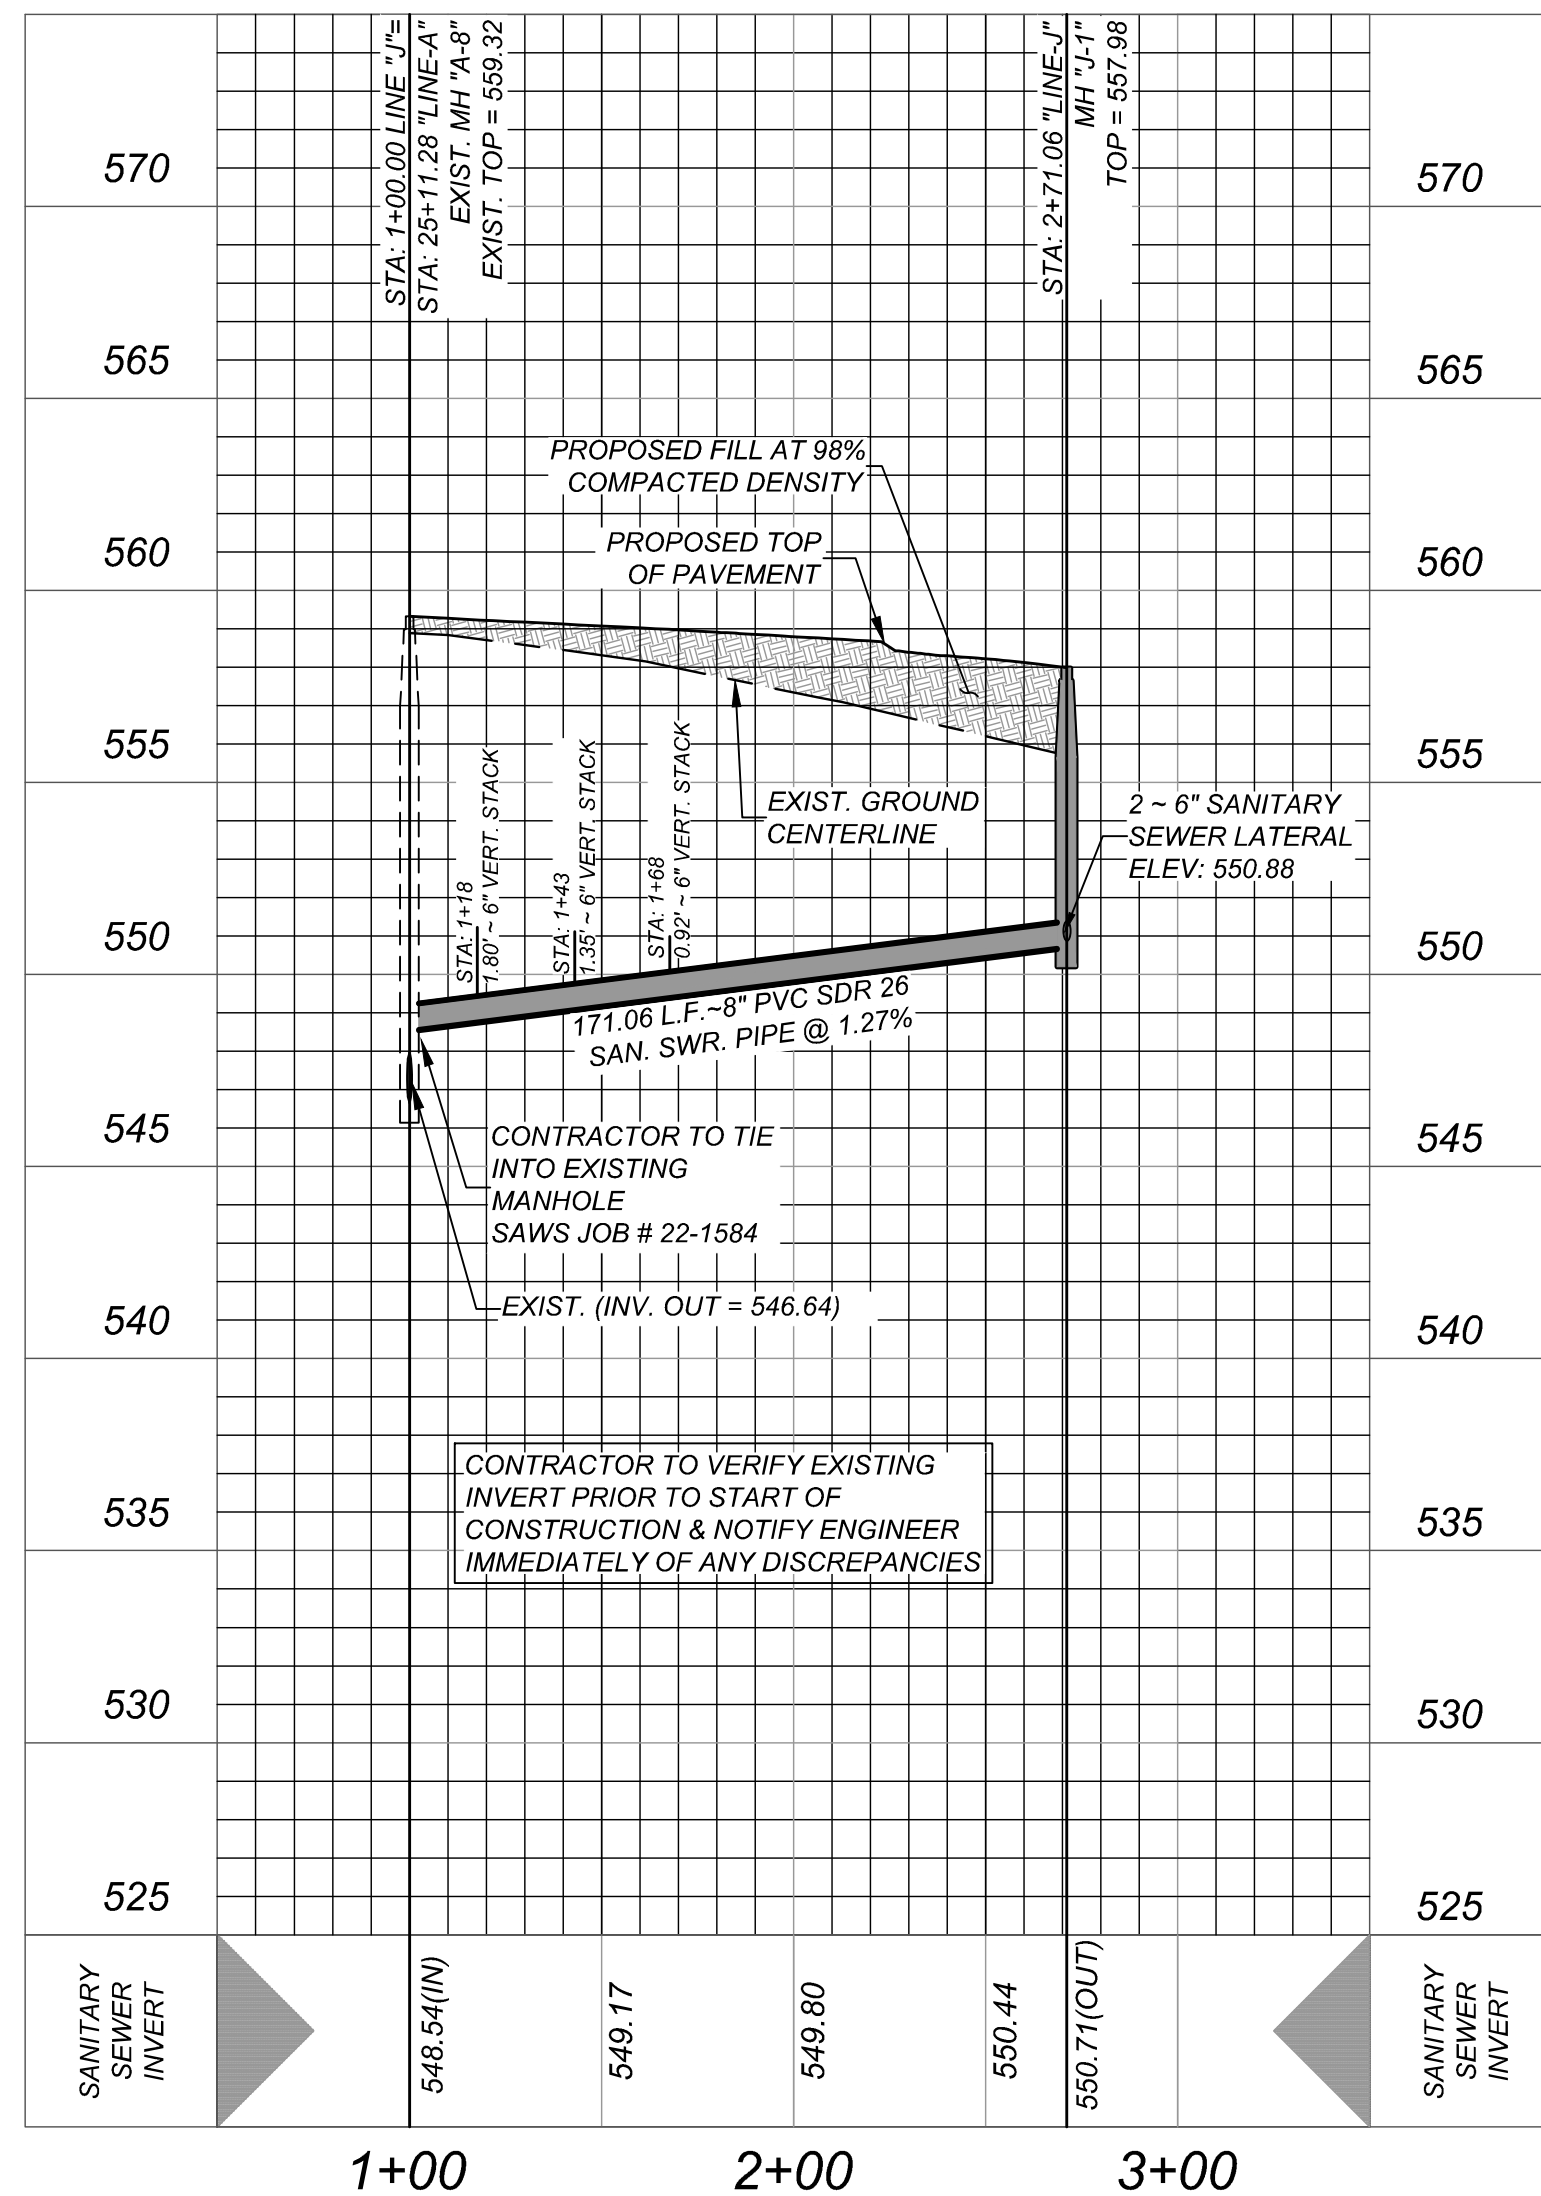 STA: 1+00.00 LINE "J"=
STA: 25+11.28 "LINE-A"
EXIST. MH "A-8"
EXIST. TOP = 559.32
STA: 2+71.06 "LINE-J"
MH "J-1"
TOP = 557.98
570
570
565
565
PROPOSED FILL AT 98%
COMPACTED DENSITY
560
560
PROPOSED TOP
OF PAVEMENT
555
555
STA: 1+18
1.80' ~ 6" VERT. STACK
STA: 1+43
1.35' ~ 6" VERT. STACK
STA: 1+68
0.92' ~ 6" VERT. STACK
EXIST. GROUND
CENTERLINE
2 ~ 6" SANITARY
SEWER LATERAL
ELEV: 550.88
550
550
171.06 L.F.~8" PVC SDR 26
SAN. SWR. PIPE @ 1.27%
545
545
CONTRACTOR TO TIE
INTO EXISTING
MANHOLE
SAWS JOB # 22-1584
EXIST. (INV. OUT = 546.64)
540
540
CONTRACTOR TO VERIFY EXISTING
INVERT PRIOR TO START OF
CONSTRUCTION & NOTIFY ENGINEER
IMMEDIATELY OF ANY DISCREPANCIES
535
535
530
530
525
525
SANITARY
SEWER
INVERT
548.54(IN)
549.17
549.80
550.44
550.71(OUT)
SANITARY
SEWER
INVERT
1+00
2+00
3+00